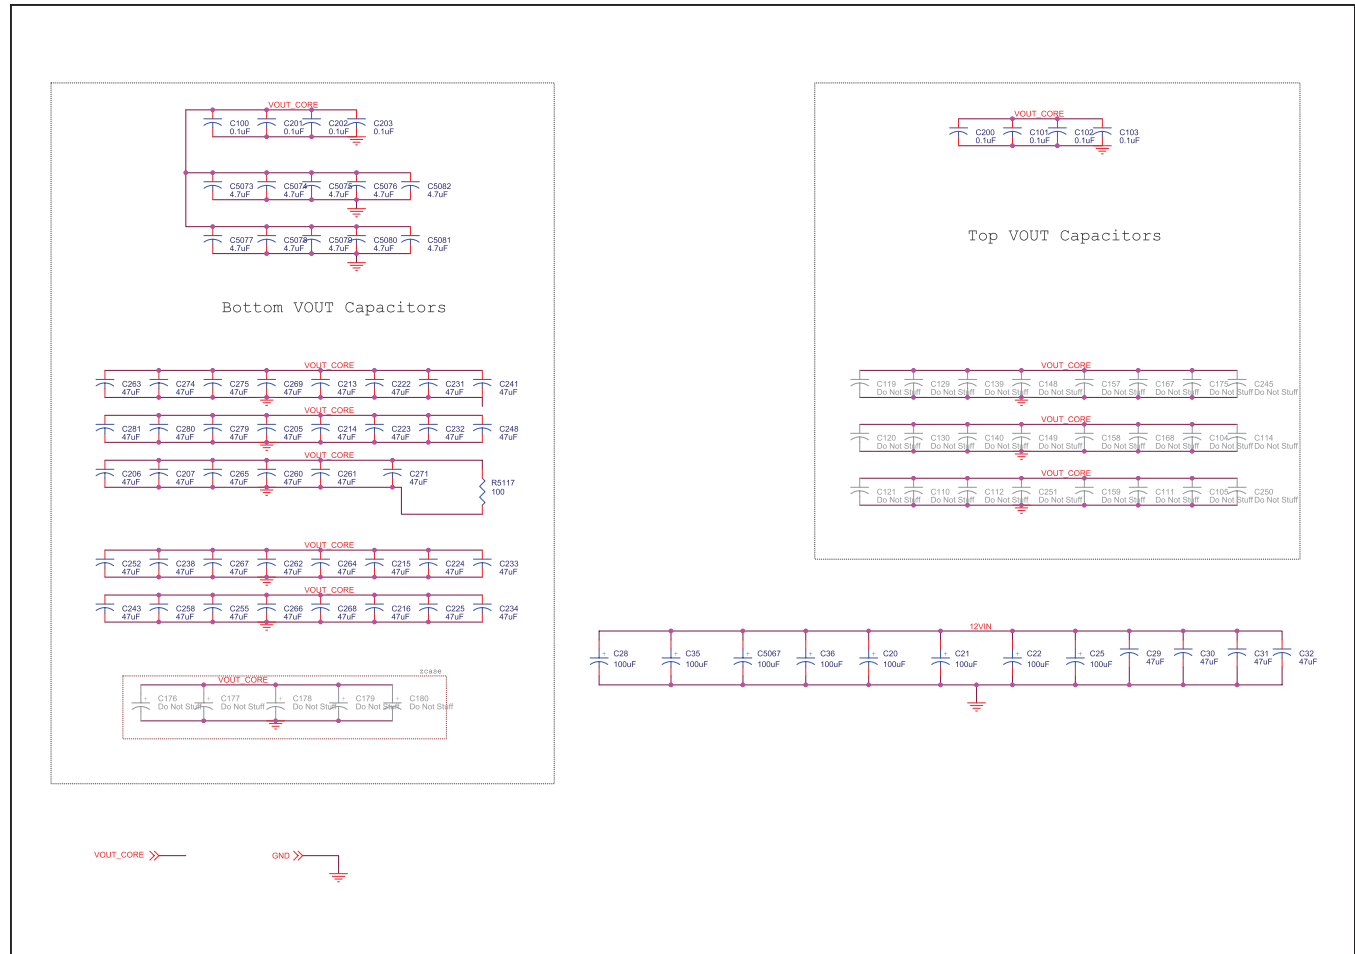 VOUT_CORE
C100 C201 C202 C203
0.1uF 0.1uF 0.1uF 0.1uF
C5073 C5074 C5075 C5076 C5082
4.7uF 4.7uF 4.7uF 4.7uF 4.7uF
C5077 C5078 C5079 C5080 C5081
4.7uF 4.7uF 4.7uF 4.7uF 4.7uF
Bottom VOUT Capacitors
VOUT_CORE
C263 C274 C275 C269 C213 C222 C231 C241
47uF 47uF 47uF 47uF 47uF 47uF 47uF 47uF
VOUT_CORE
C281 C280 C279 C205 C214 C223 C232 C248
47uF 47uF 47uF 47uF 47uF 47uF 47uF 47uF
VOUT_CORE
C206 C207 C265 C260 C261 C271
47uF 47uF 47uF 47uF 47uF 47uF
R5117
100
VOUT_CORE
C252 C238 C267 C262 C264 C215 C224 C233
47uF 47uF 47uF 47uF 47uF 47uF 47uF 47uF
VOUT_CORE
C243 C258 C255 C266 C268 C216 C225 C234
47uF 47uF 47uF 47uF 47uF 47uF 47uF 47uF
zcase
VOUT_CORE
C176 C177 C178 C179 C180
Do Not Stuff Do Not Stuff Do Not Stuff Do Not Stuff Do Not Stuff
VOUT_CORE
GND
VOUT_CORE
C200 C101 C102 C103
0.1uF 0.1uF 0.1uF 0.1uF
Top VOUT Capacitors
VOUT_CORE
C119 C129 C139 C148 C157 C167 C175 C245
Do Not Stuff Do Not Stuff Do Not Stuff Do Not Stuff Do Not Stuff Do Not Stuff Do Not Stuff Do Not Stuff
VOUT_CORE
C120 C130 C140 C149 C158 C168 C104 C114
Do Not Stuff Do Not Stuff Do Not Stuff Do Not Stuff Do Not Stuff Do Not Stuff Do Not Stuff Do Not Stuff
VOUT_CORE
C121 C110 C112 C251 C159 C111 C105 C250
Do Not Stuff Do Not Stuff Do Not Stuff Do Not Stuff Do Not Stuff Do Not Stuff Do Not Stuff Do Not Stuff
12VIN
C28 C35 C5067 C36 C20 C21 C22 C25 C29 C30 C31 C32
100uF 100uF 100uF 100uF 100uF 100uF 100uF 100uF 47uF 47uF 47uF 47uF